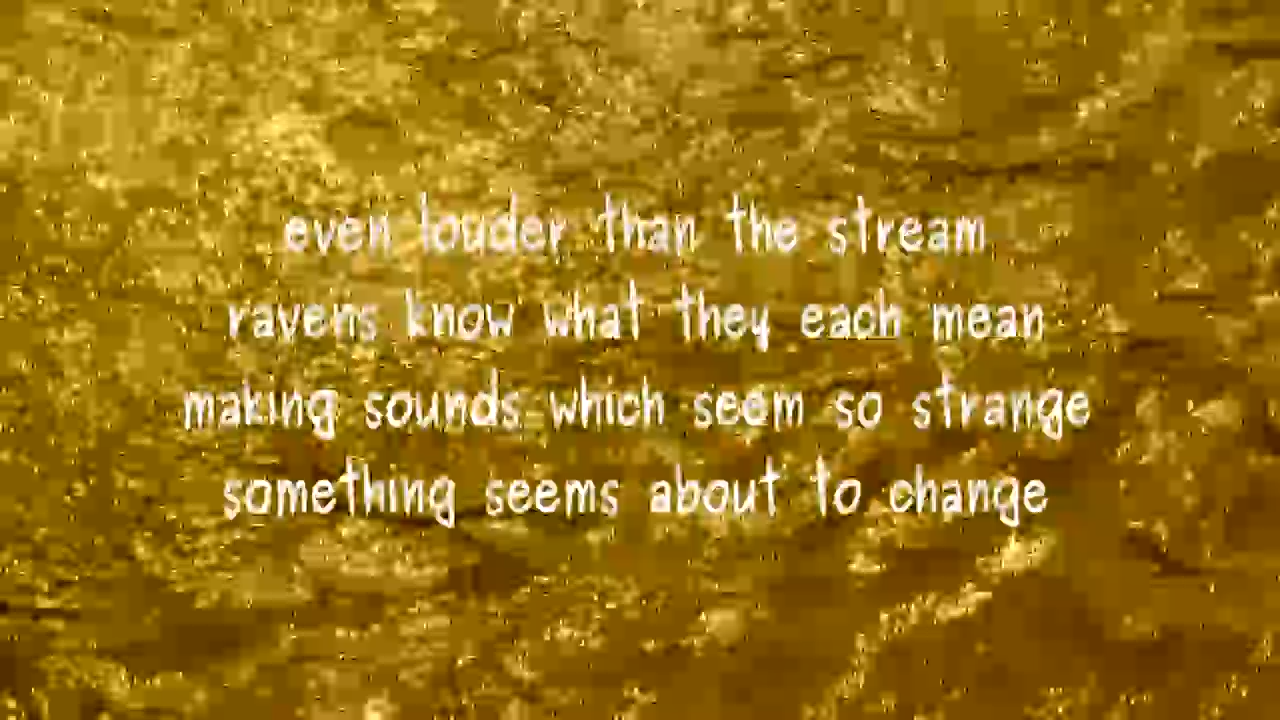 even louder than the stream
ravens know what they each mean
making sounds which seem so strange
something seems about to change